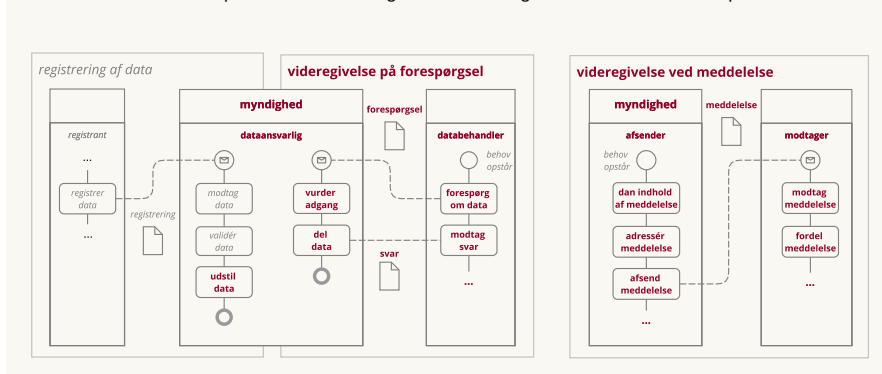 registrering af data
videregivelse på forespørgsel
videregivelse ved meddelelse
myndighed
forespørgsel
myndighed
meddelelse
registrant
dataansvarlig
databehandler
afsender
modtager
...
behov
opstår
behov
opstår
registrer
data
modtag
data
vurder
adgang
forespørg
om data
dan indhold
af meddelelse
modtag
meddelelse
registrering
...
validér
data
del
data
modtag
svar
adressér
meddelelse
fordel
meddelelse
svar
udstil
data
...
afsend
meddelelse
...
...